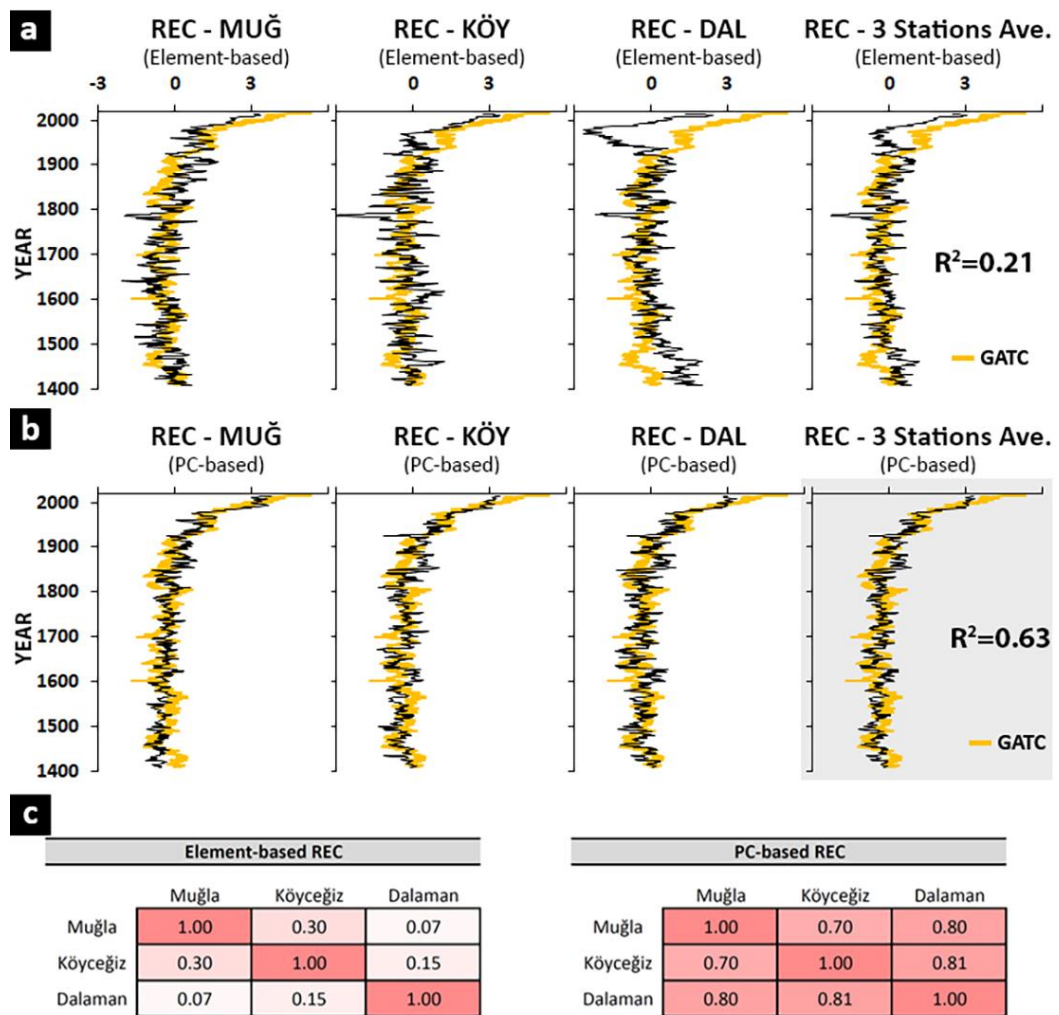 a
REC - MUĞ
(Element-based)
REC - KÖY
(Element-based)
REC - DAL
(Element-based)
REC - 3 Stations Ave.
(Element-based)
-3 0 3 0 3 0 3 0 3
YEAR
2000
1900
1800
1700
1600
1500
1400
R²=0.21
GATC
b
REC - MUĞ
(PC-based)
REC - KÖY
(PC-based)
REC - DAL
(PC-based)
REC - 3 Stations Ave.
(PC-based)
YEAR
2000
1900
1800
1700
1600
1500
1400
R²=0.63
GATC
c
Element-based REC
Muğla Köyceğiz Dalaman
Muğla 1.00 0.30 0.07
Köyceğiz 0.30 1.00 0.15
Dalaman 0.07 0.15 1.00
PC-based REC
Muğla Köyceğiz Dalaman
Muğla 1.00 0.70 0.80
Köyceğiz 0.70 1.00 0.81
Dalaman 0.80 0.81 1.00